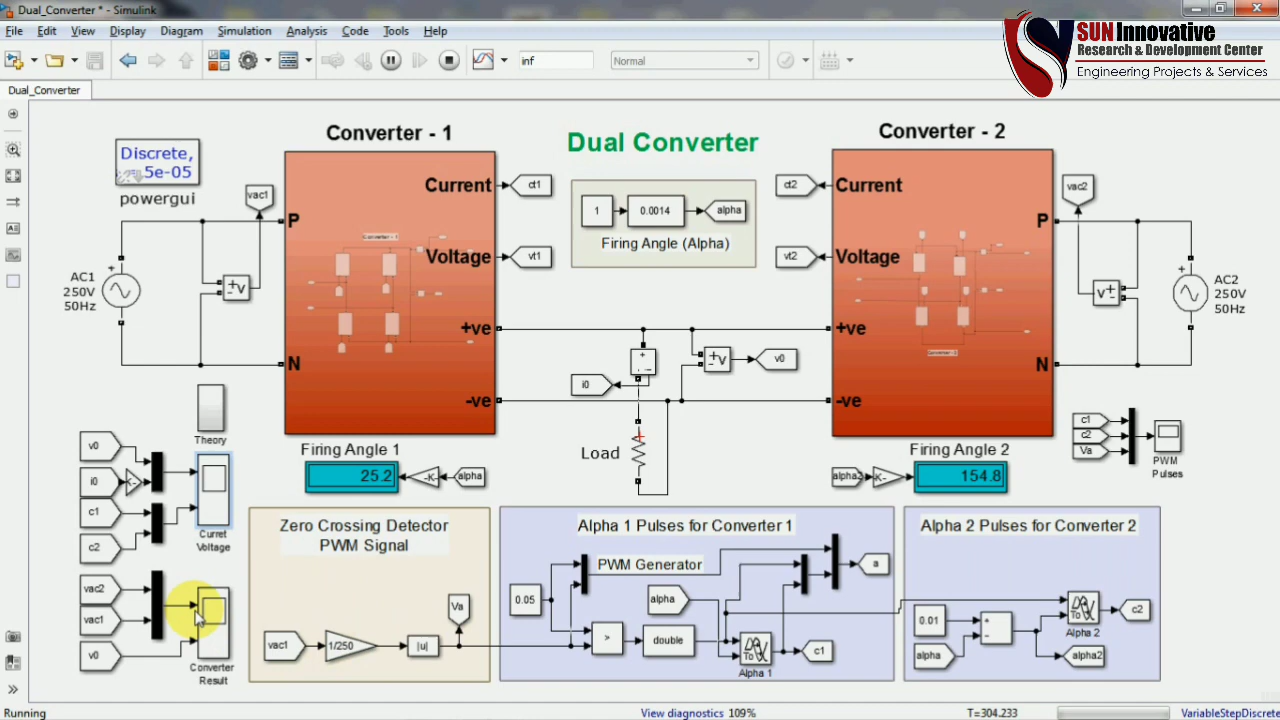 Dual_Converter * - Simulink
SUN Innovative
Research & Development Center
Engineering Projects & Services
File Edit View Display Diagram Simulation Analysis Code Tools Help
inf
Normal
Dual_Converter
Converter - 1
Dual Converter
Converter - 2
Discrete,
5e-05
powergui
vac1
Current
ct1
1
0.0014
alpha
Firing Angle (Alpha)
ct2
Current
vac2
P
P
Converter - 1
Voltage
vt1
vt2
Voltage
AC1
250V
50Hz
+v
v+
AC2
250V
50Hz
+ve
+ve
+v
v0
i0
N
N
-ve
-ve
Theory
Firing Angle 1
25.2
-K-
alpha
Load
Firing Angle 2
alpha2
K-
154.8
c1
c2
Va
PWM
Pulses
v0
i0
K-
c1
c2
Curret
Voltage
vac2
vac1
v0
Converter
Result
Zero Crossing Detector
PWM Signal
Va
vac1
1/250
|u|
Alpha 1 Pulses for Converter 1
PWM Generator
a
0.05
alpha
>
double
To
Alpha 1
c1
Alpha 2 Pulses for Converter 2
0.01
alpha
+
-
To
Alpha 2
c2
alpha2
Running
View diagnostics 109%
T=304.233
VariableStepDiscrete